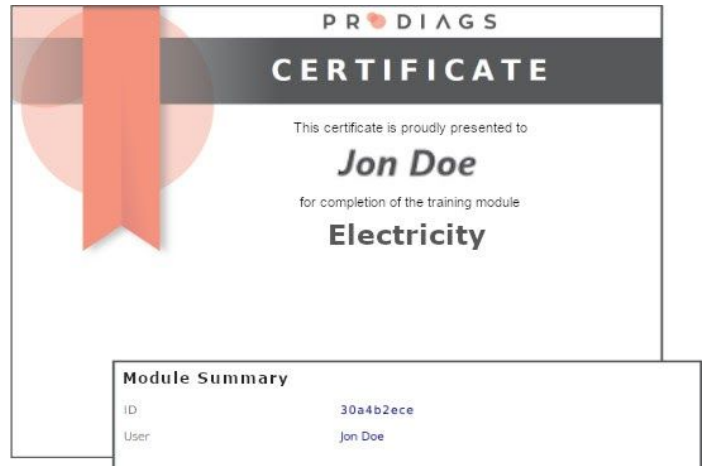 PRODIAGS
CERTIFICATE
This certificate is proudly presented to
Jon Doe
for completion of the training module
Electricity
Module Summary
ID 30a4b2ece
User Jon Doe